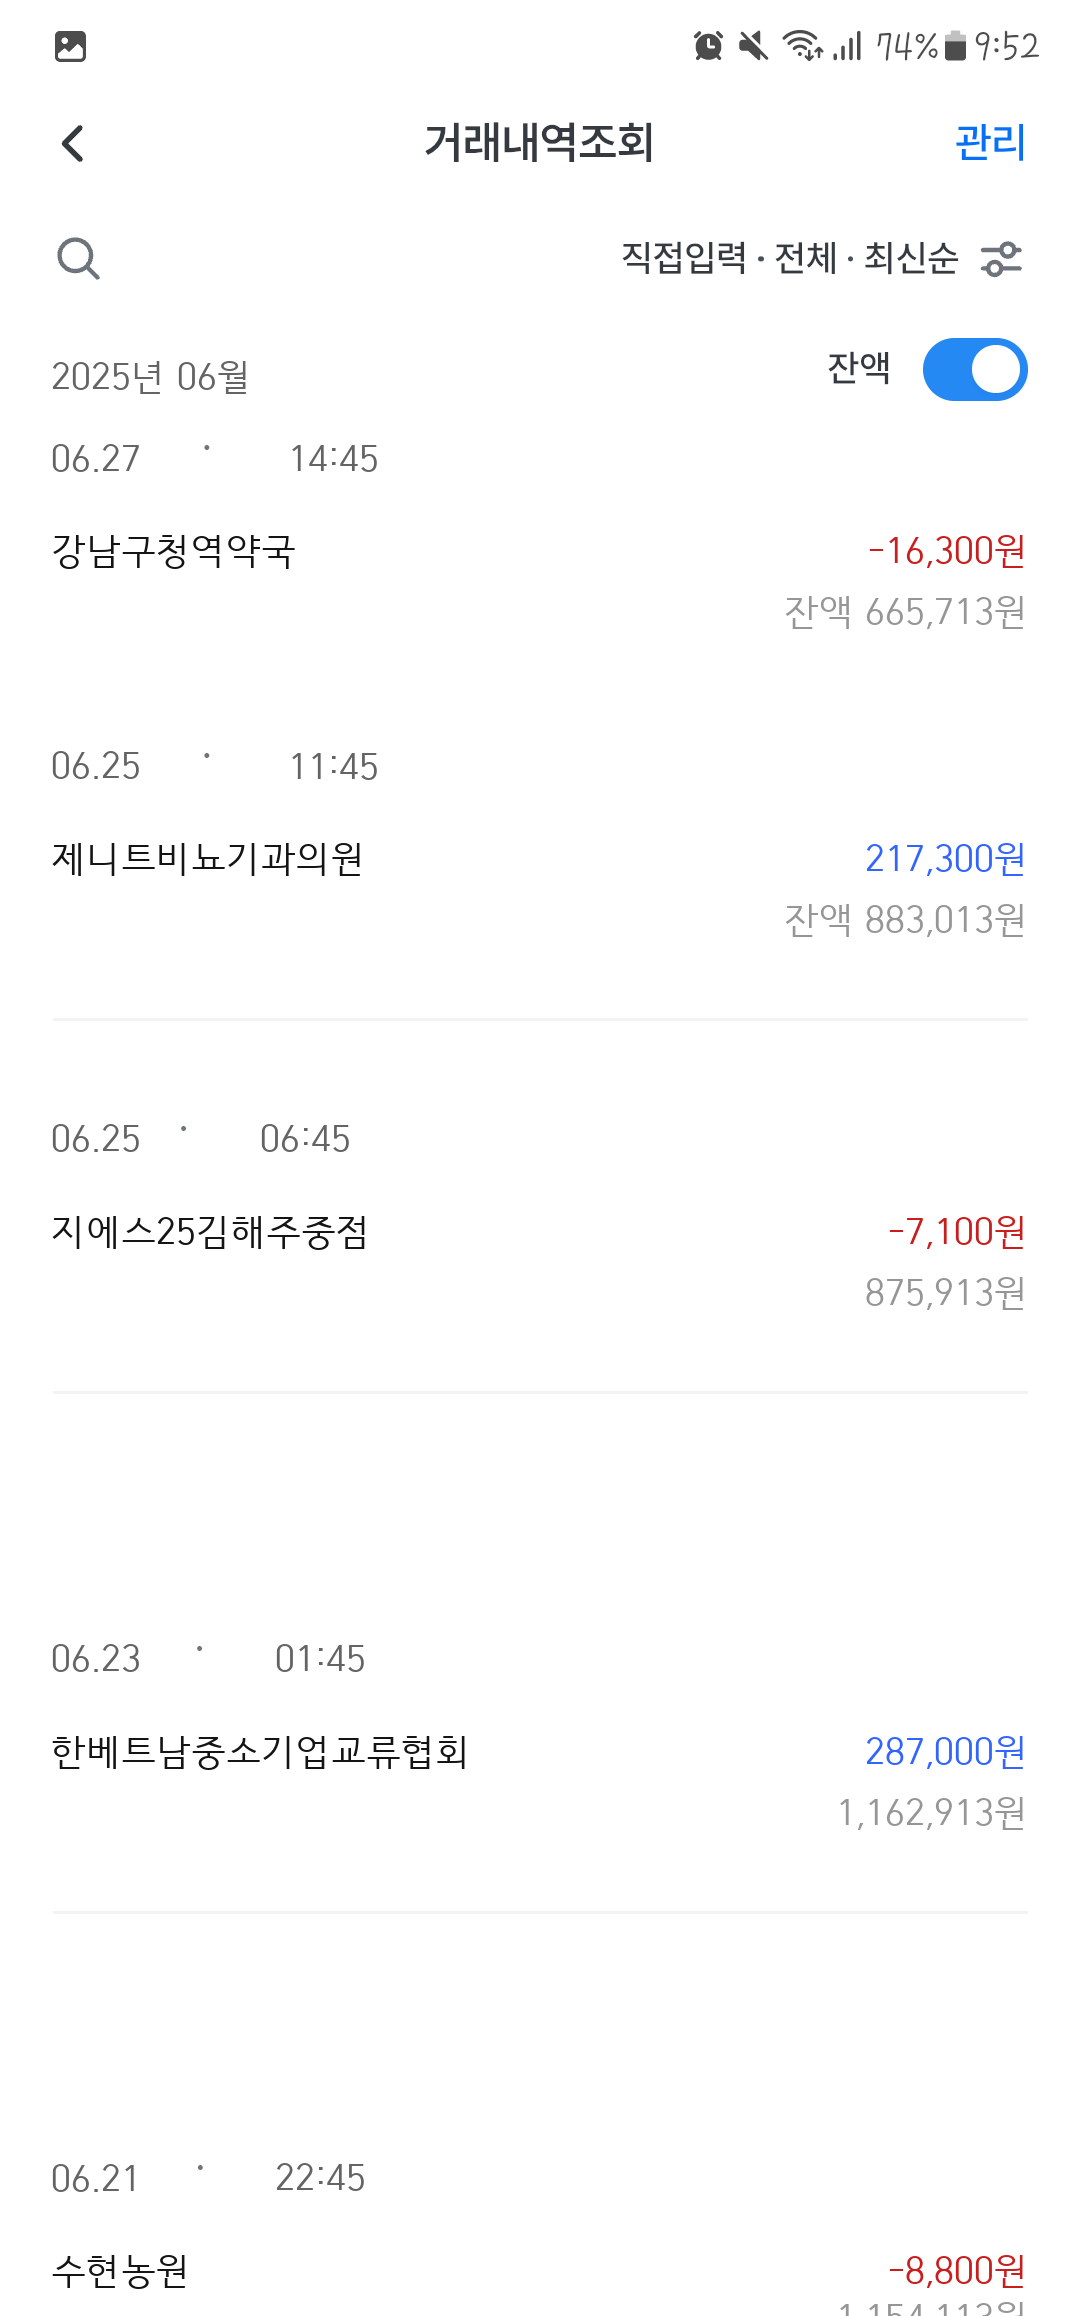 74% 9:52
거래내역조회 관리
직접입력 · 전체 · 최신순
2025년 06월 잔액
06.27 · 14:45
강남구청역약국 -16,300원
잔액 665,713원
06.25 · 11:45
제니트비뇨기과의원 217,300원
잔액 883,013원
06.25 · 06:45
지에스25김해주중점 -7,100원
875,913원
06.23 · 01:45
한베트남중소기업교류협회 287,000원
1,162,913원
06.21 · 22:45
수현농원 -8,800원